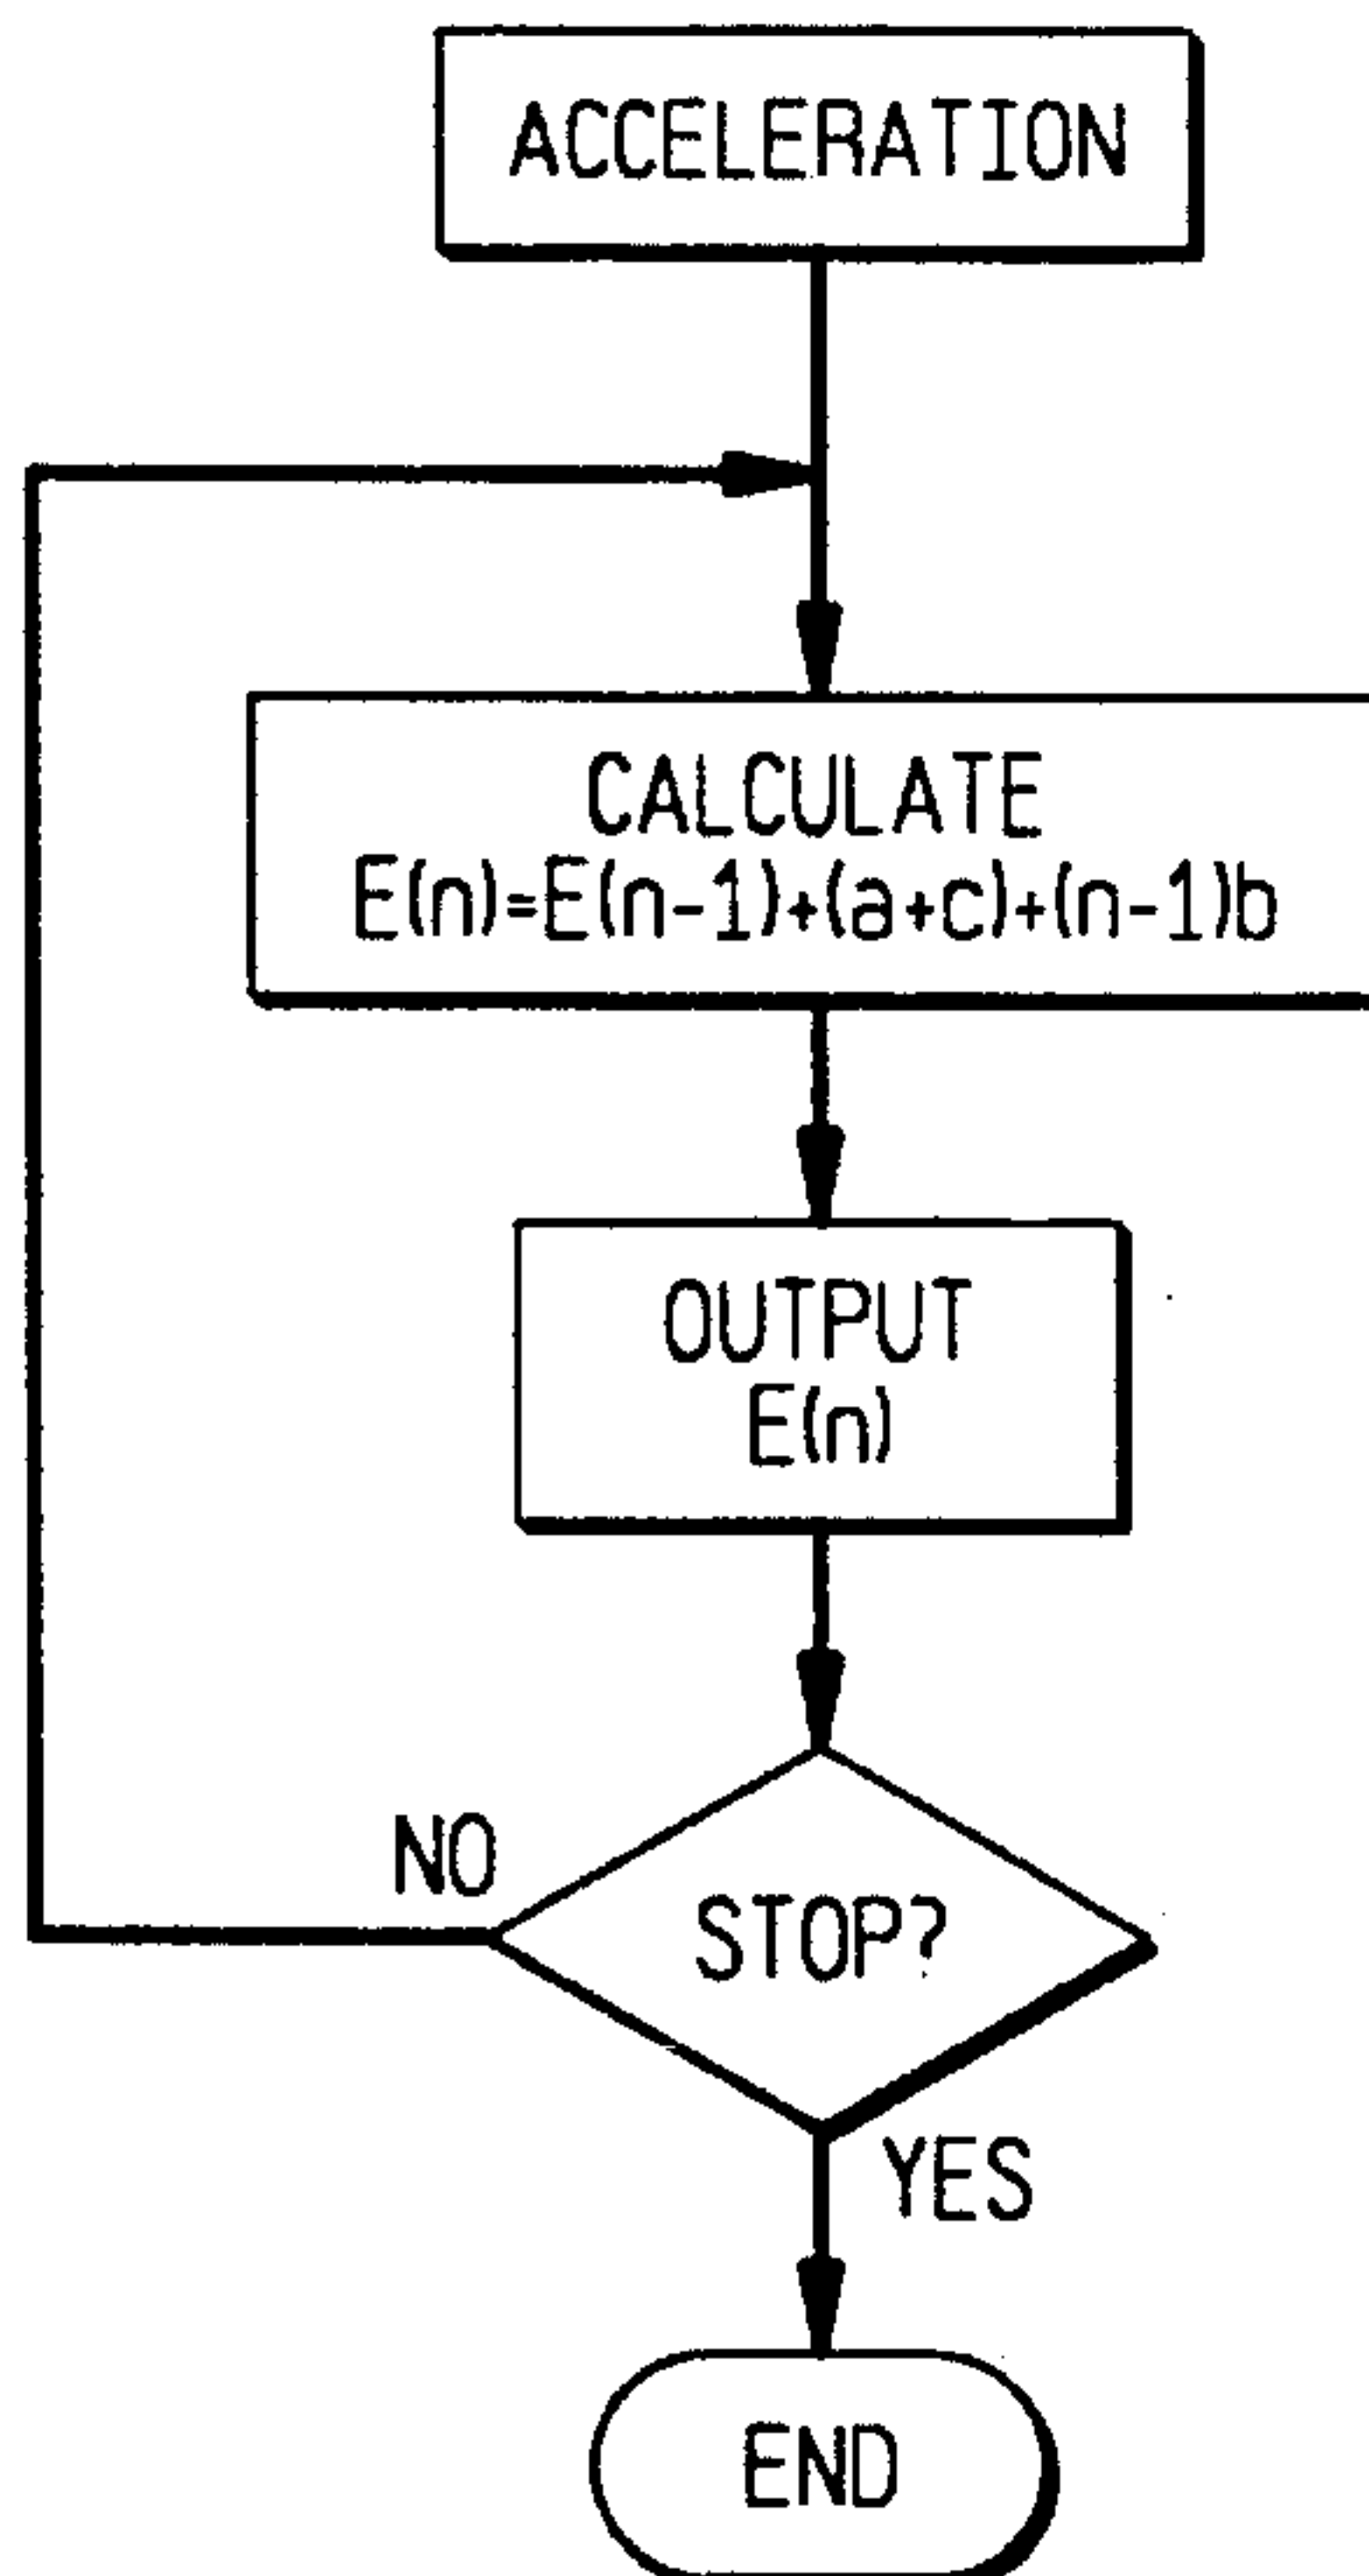 ACCELERATION
CALCULATE
E(n)=E(n-1)+(a+c)+(n-1)b
OUTPUT
E(n)
NO
STOP?
YES
END